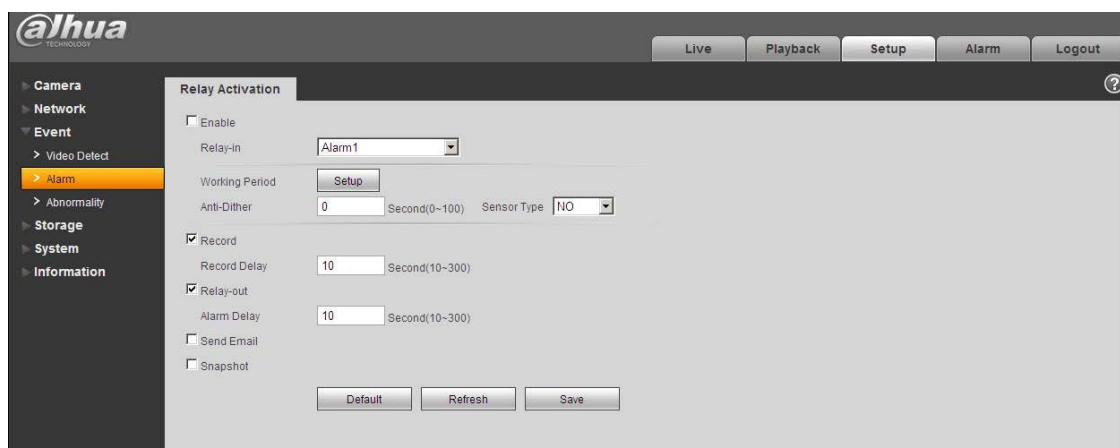 alhua
TECHNOLOGY
Live Playback Setup Alarm Logout
Camera
Network
Event
> Video Detect
> Alarm
> Abnormality
Storage
System
Information
Relay Activation
?
Enable
Relay-in Alarm1
Working Period Setup
Anti-Dither 0 Second(0~100) Sensor Type NO
Record
Record Delay 10 Second(10~300)
Relay-out
Alarm Delay 10 Second(10~300)
Send Email
Snapshot
Default Refresh Save